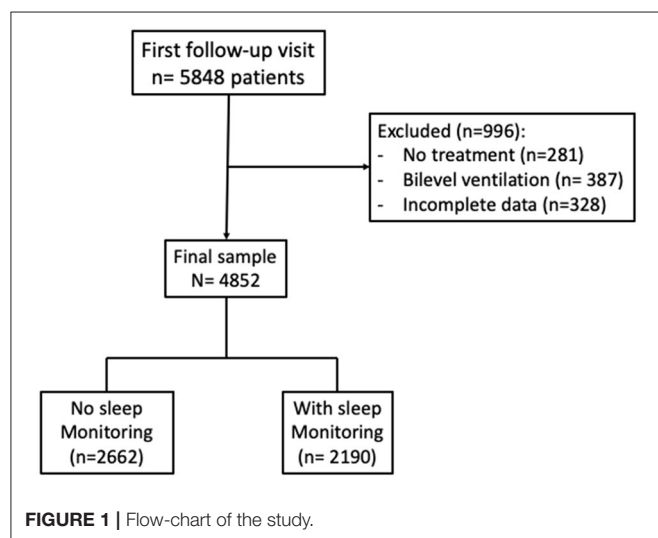 First follow-up visit
n= 5848 patients
Excluded (n=996):
- No treatment (n=281)
- Bilevel ventilation (n= 387)
- Incomplete data (n=328)
Final sample
N= 4852
No sleep
Monitoring
(n=2662)
With sleep
Monitoring
(n= 2190)
FIGURE 1 | Flow-chart of the study.